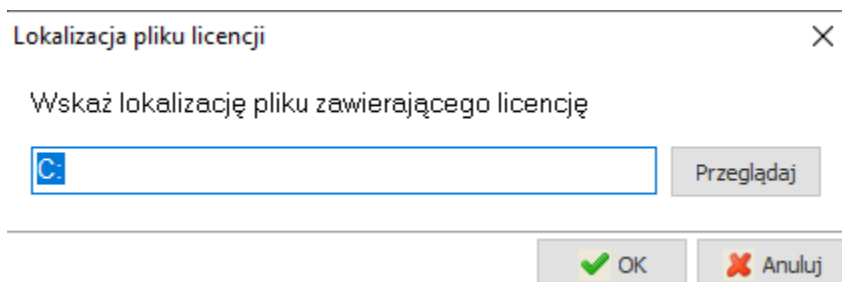 Lokalizacja pliku licencji
Wskaż lokalizację pliku zawierającego licencję
C:
Przeglądaj
OK
Anuluj